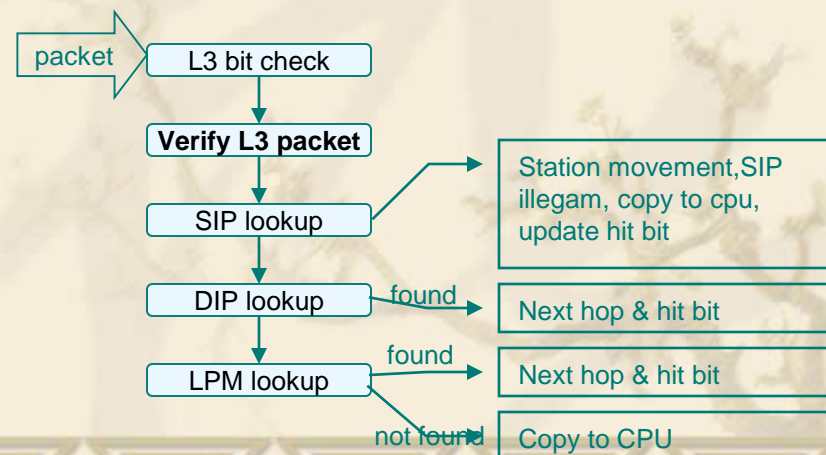 packet
L3 bit check
Verify L3 packet
SIP lookup
Station movement,SIP
illegam, copy to cpu,
update hit bit
DIP lookup
found
Next hop & hit bit
LPM lookup
found
Next hop & hit bit
not found
Copy to CPU